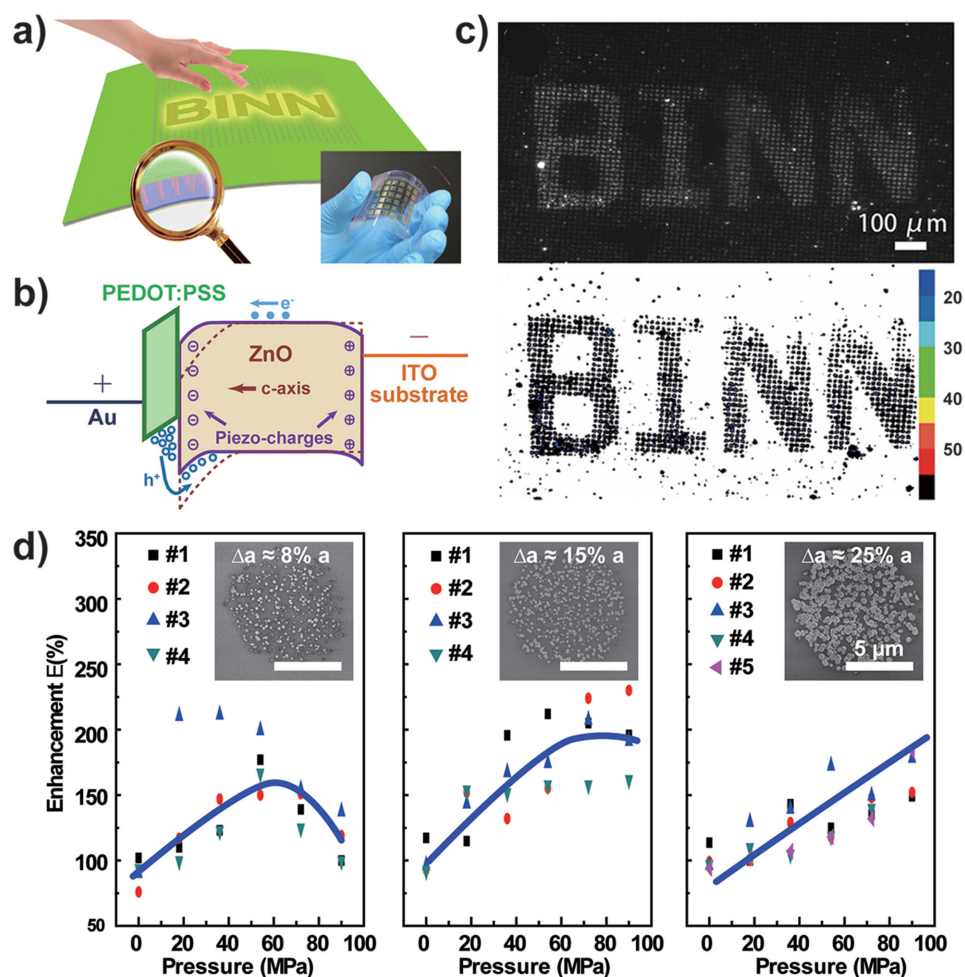 a)
BINN
b)
PEDOT:PSS
e-
ZnO
c-axis
+
−
Au
ITO
substrate
Piezo-charges
h+
c)
BINN
100 μm
BINN
20
30
40
50
d)
Enhancement E(%)
350
300
250
200
150
100
50
#1
#2
#3
#4
Δa ≈ 8% a
0 20 40 60 80 100
Pressure (MPa)
#1
#2
#3
#4
Δa ≈ 15% a
0 20 40 60 80 100
Pressure (MPa)
#1
#2
#3
#4
#5
Δa ≈ 25% a
5 μm
0 20 40 60 80 100
Pressure (MPa)